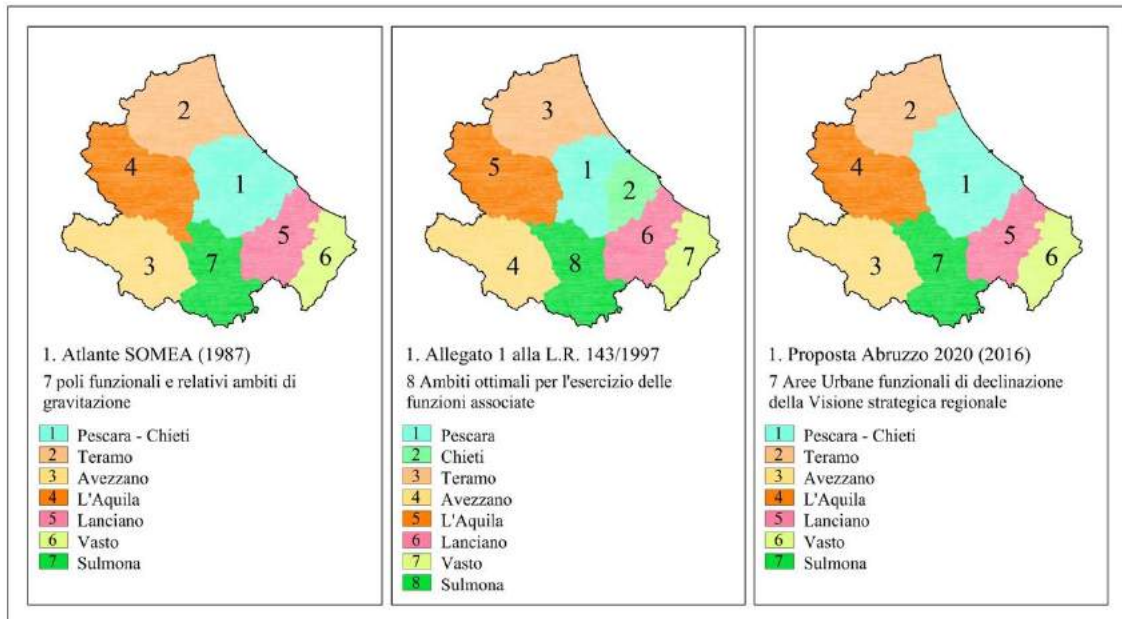 2
4
1
5
6
3
7
1. Atlante SOMEA (1987)
7 poli funzionali e relativi ambiti di
gravitazione
1 Pescara - Chieti
2 Teramo
3 Avezzano
4 L'Aquila
5 Lanciano
6 Vasto
7 Sulmona
3
5
1
2
6
7
4
8
1. Allegato 1 alla L.R. 143/1997
8 Ambiti ottimali per l'esercizio delle
funzioni associate
1 Pescara
2 Chieti
3 Teramo
4 Avezzano
5 L'Aquila
6 Lanciano
7 Vasto
8 Sulmona
2
4
1
5
6
3
7
1. Proposta Abruzzo 2020 (2016)
7 Aree Urbane funzionali di declinazione
della Visione strategica regionale
1 Pescara - Chieti
2 Teramo
3 Avezzano
4 L'Aquila
5 Lanciano
6 Vasto
7 Sulmona